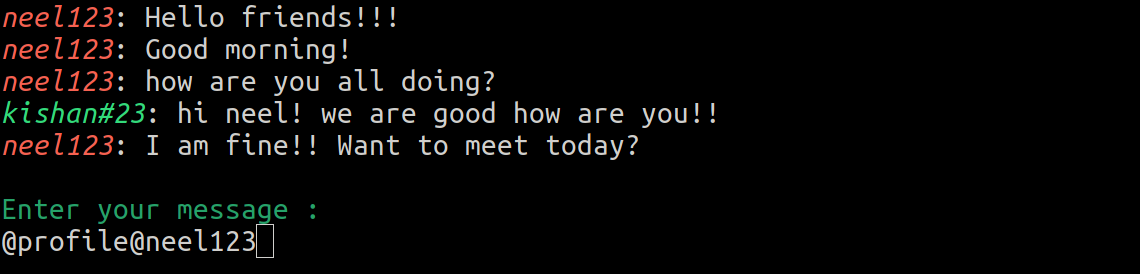 neel123: Hello friends!!!
neel123: Good morning!
neel123: how are you all doing?
kishan#23: hi neel! we are good how are you!!
neel123: I am fine!! Want to meet today?
Enter your message :
@profile@neel123